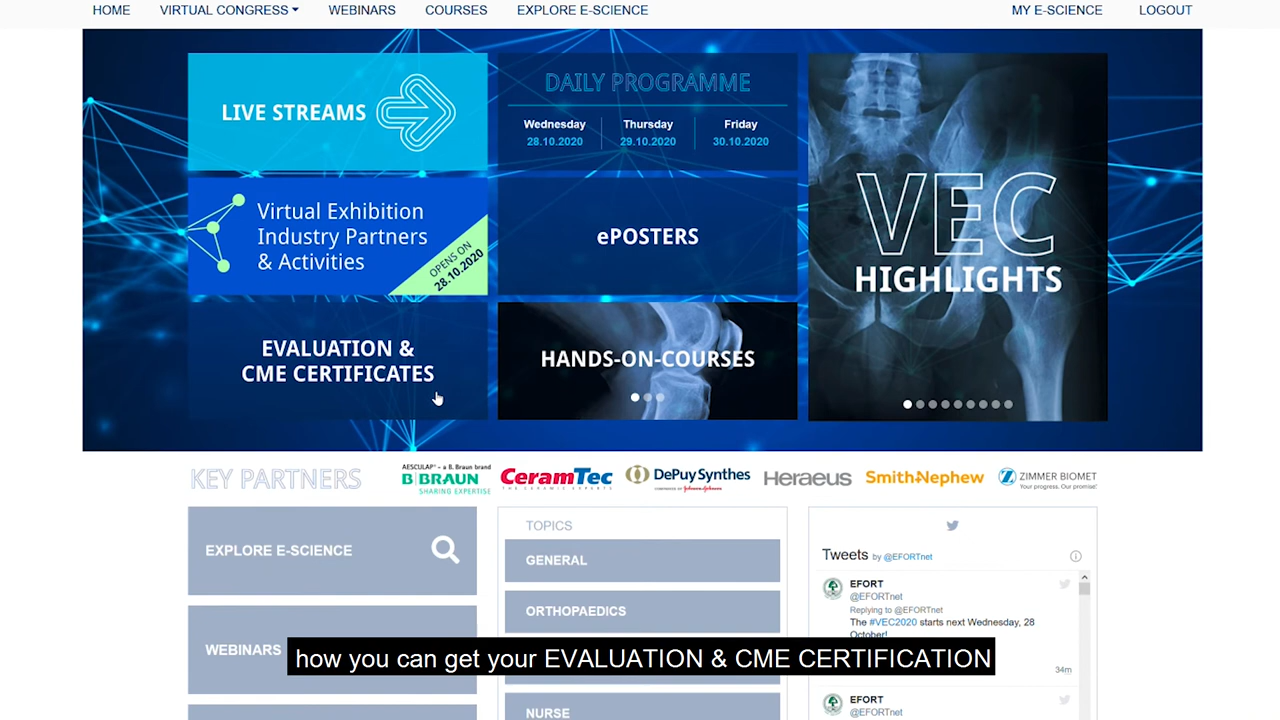 HOME
VIRTUAL CONGRESS
WEBINARS
COURSES
EXPLORE E-SCIENCE
MY E-SCIENCE
LOGOUT
LIVE STREAMS
DAILY PROGRAMME
Wednesday
28.10.2020
Thursday
29.10.2020
Friday
30.10.2020
VEC
HIGHLIGHTS
Virtual Exhibition
Industry Partners
& Activities
OPENS ON
28.10.2020
ePOSTERS
EVALUATION &
CME CERTIFICATES
HANDS-ON-COURSES
KEY PARTNERS
AESCULAP® – a B. Braun brand
B|BRAUN
SHARING EXPERTISE
CeramTec
THE CERAMIC EXPERTS
DePuySynthes
COMPANIES OF Johnson & Johnson
Heraeus
SmithNephew
ZIMMER BIOMET
Your progress. Our promise.®
EXPLORE E-SCIENCE
WEBINARS
TOPICS
GENERAL
ORTHOPAEDICS
NURSE
Tweets by @EFORTnet
EFORT
@EFORTnet
Replying to @EFORTnet
The #VEC2020 starts next Wednesday, 28
October!
34m
EFORT
@EFORTnet
how you can get your EVALUATION & CME CERTIFICATION